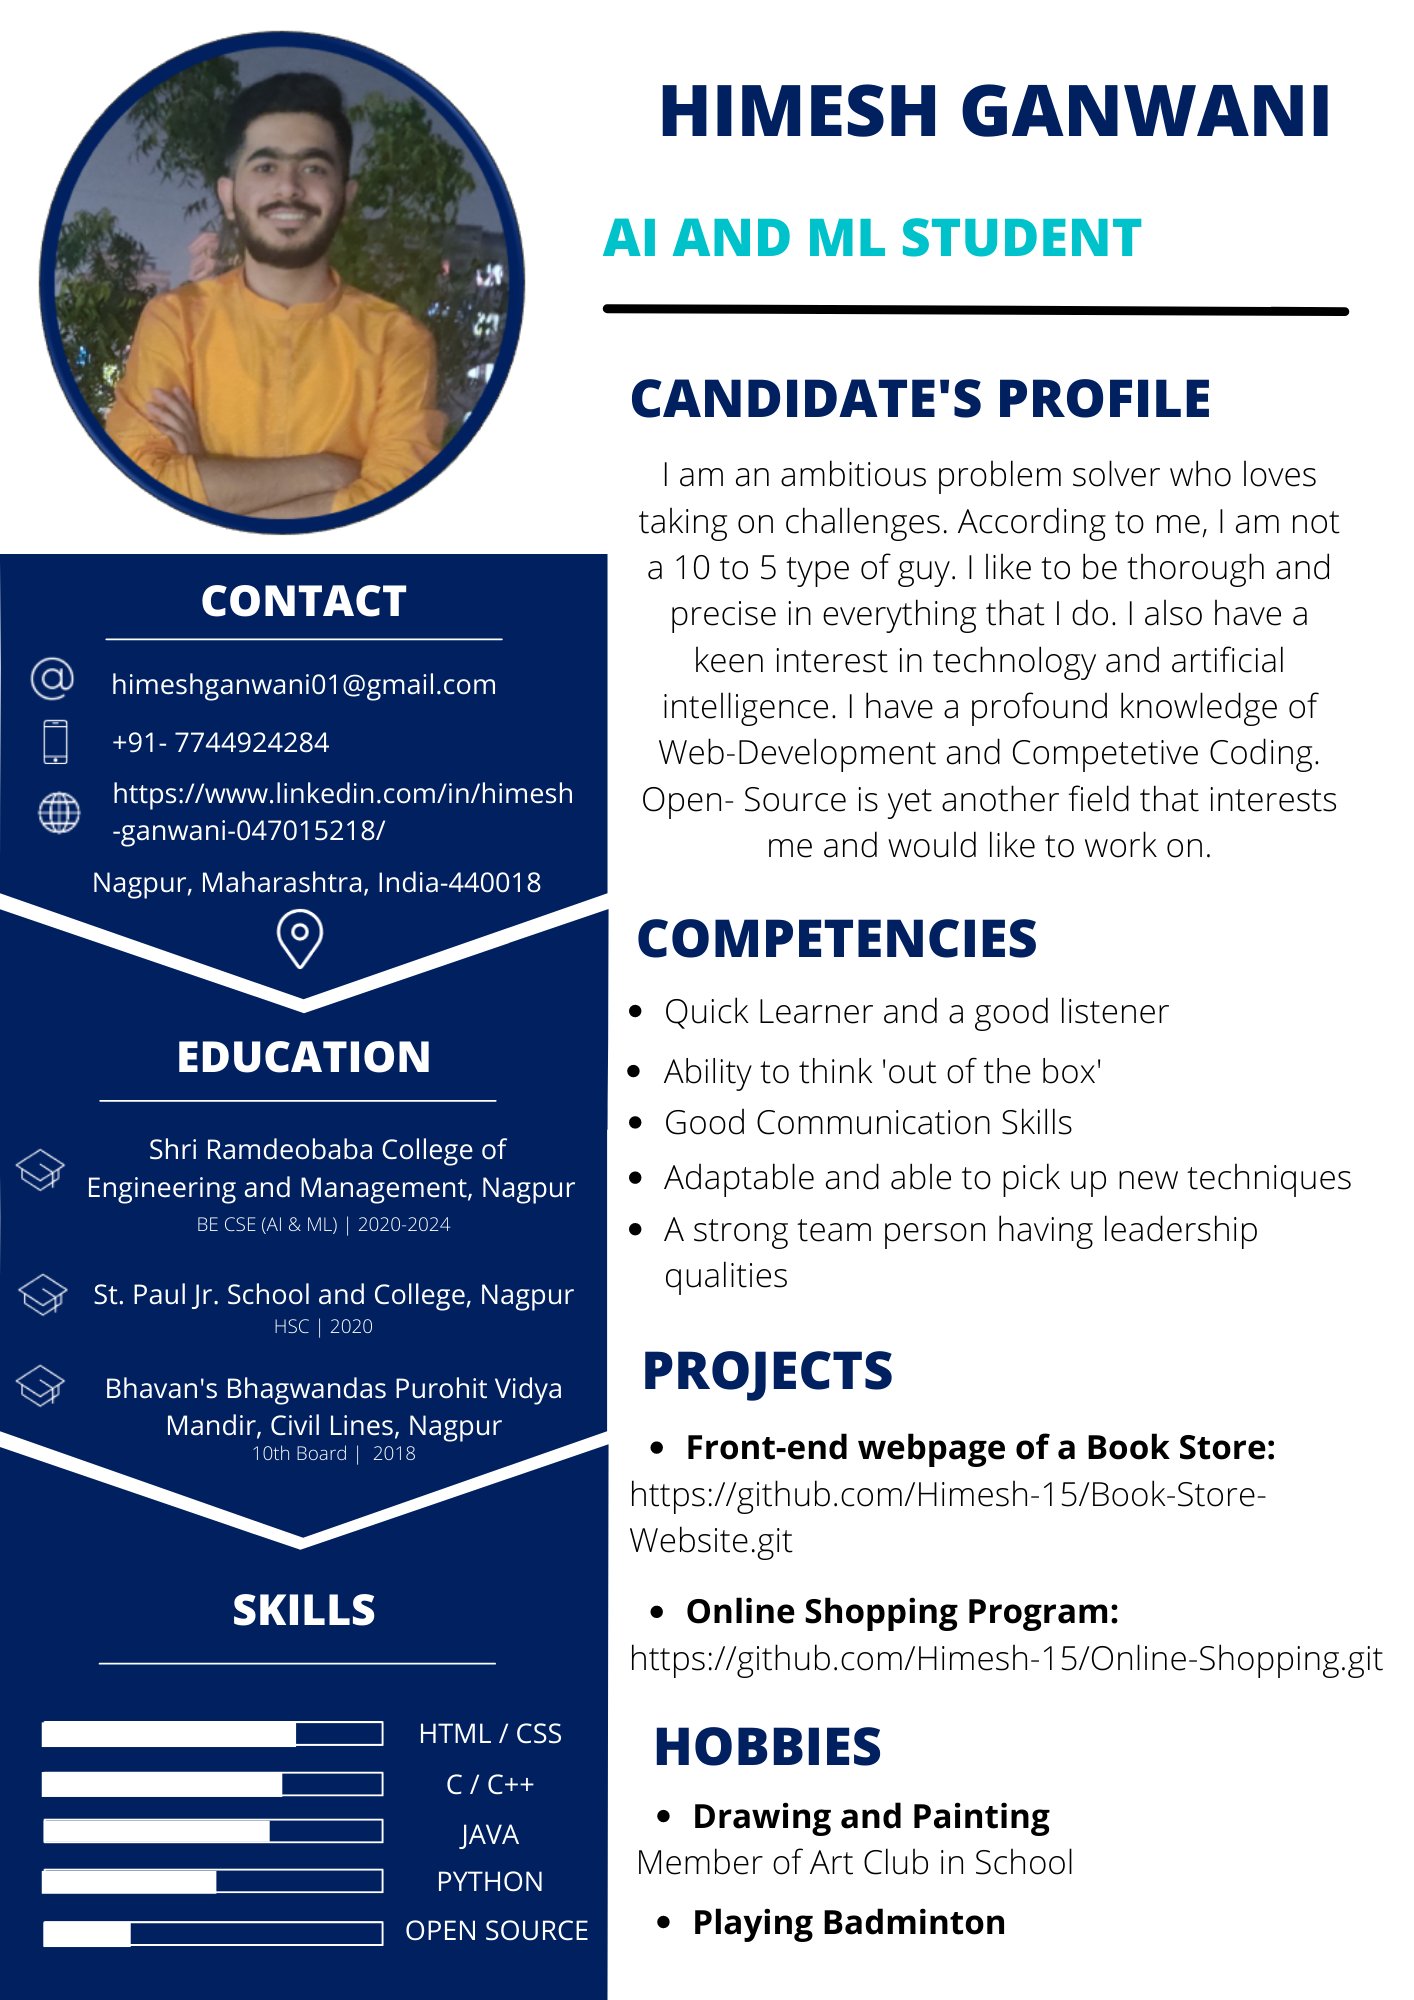 HIMESH GANWANI
AI AND ML STUDENT
CONTACT
himeshganwani01@gmail.com
+91- 7744924284
https://www.linkedin.com/in/himesh
-ganwani-047015218/
Nagpur, Maharashtra, India-440018
EDUCATION
Shri Ramdeobaba College of
Engineering and Management, Nagpur
BE CSE (AI & ML) | 2020-2024
St. Paul Jr. School and College, Nagpur
HSC | 2020
Bhavan's Bhagwandas Purohit Vidya
Mandir, Civil Lines, Nagpur
10th Board | 2018
SKILLS
HTML / CSS
C / C++
JAVA
PYTHON
OPEN SOURCE
CANDIDATE'S PROFILE
I am an ambitious problem solver who loves
taking on challenges. According to me, I am not
a 10 to 5 type of guy. I like to be thorough and
precise in everything that I do. I also have a
keen interest in technology and artificial
intelligence. I have a profound knowledge of
Web-Development and Competetive Coding.
Open- Source is yet another field that interests
me and would like to work on.
COMPETENCIES
• Quick Learner and a good listener
• Ability to think 'out of the box'
• Good Communication Skills
• Adaptable and able to pick up new techniques
• A strong team person having leadership
qualities
PROJECTS
• Front-end webpage of a Book Store:
https://github.com/Himesh-15/Book-Store-
Website.git
• Online Shopping Program:
https://github.com/Himesh-15/Online-Shopping.git
HOBBIES
• Drawing and Painting
Member of Art Club in School
• Playing Badminton